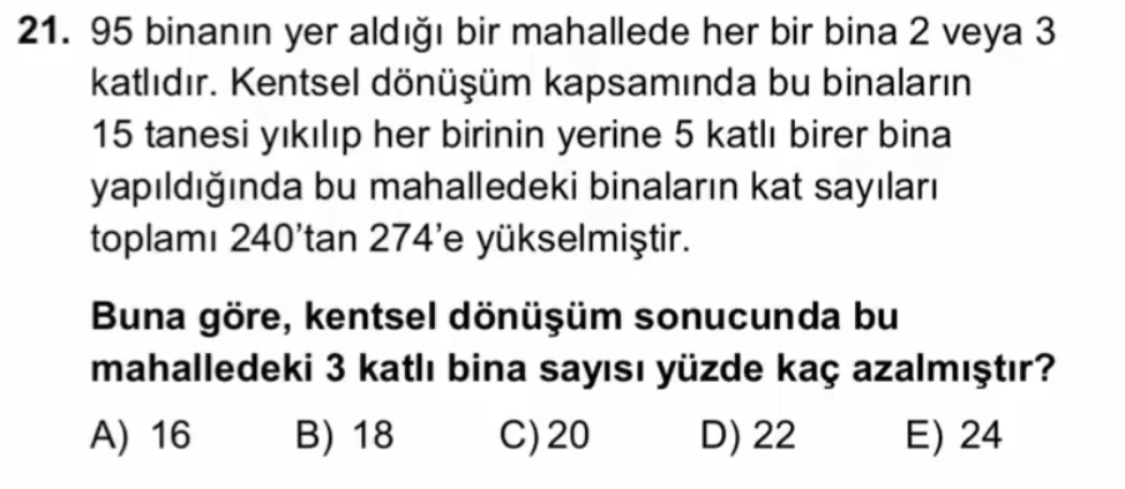 21. 95 binanın yer aldığı bir mahallede her bir bina 2 veya 3
katlıdır. Kentsel dönüşüm kapsamında bu binaların
15 tanesi yıkılıp her birinin yerine 5 katlı birer bina
yapıldığında bu mahalledeki binaların kat sayıları
toplamı 240’tan 274’e yükselmiştir.
Buna göre, kentsel dönüşüm sonucunda bu
mahalledeki 3 katlı bina sayısı yüzde kaç azalmıştır?
A) 16 B) 18 C) 20 D) 22 E) 24